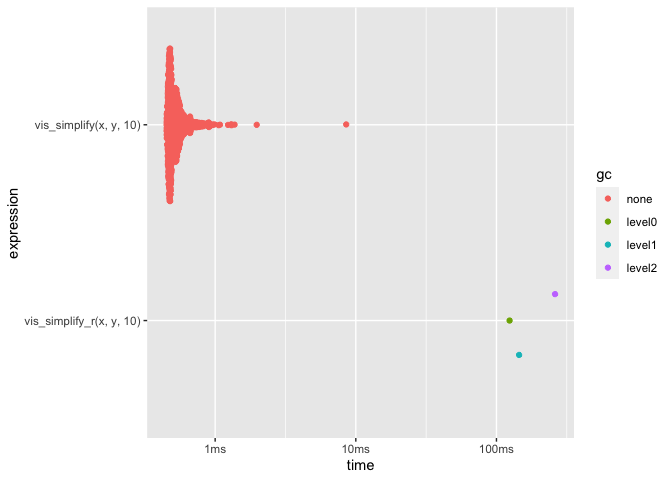 expression
vis_simplify(x, y, 10)
vis_simplify_r(x, y, 10)
1ms
10ms
100ms
time
gc
none
level0
level1
level2